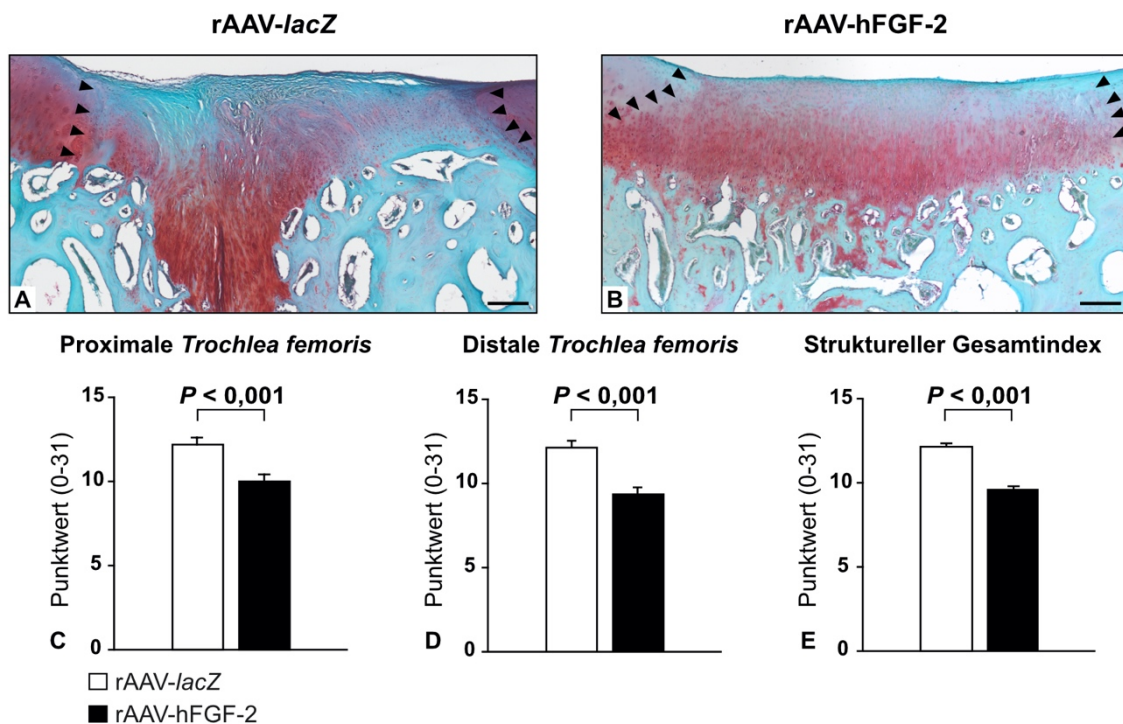 rAAV-lacZ
rAAV-hFGF-2
A
B
Proximale Trochlea femoris
Distale Trochlea femoris
Struktureller Gesamtindex
Punktwert (0-31)
15
10
5
0
P < 0,001
C
Punktwert (0-31)
15
10
5
0
P < 0,001
D
Punktwert (0-31)
15
10
5
0
P < 0,001
E
rAAV-lacZ
rAAV-hFGF-2